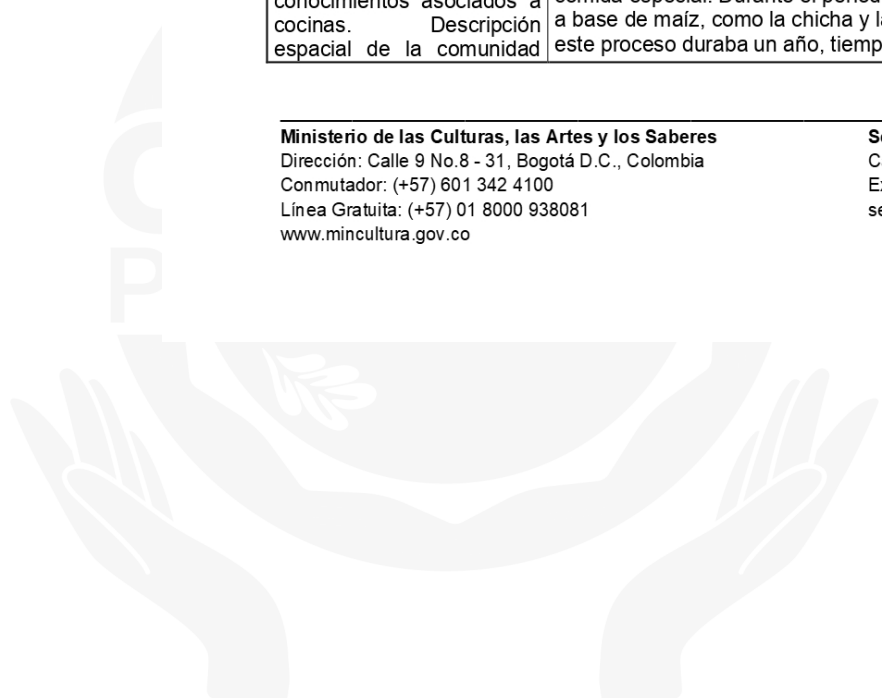 conocimientos asociados a
cocinas. Descripción
espacial de la comunidad
a base de maíz, como la chicha y
este proceso duraba un año,
Ministerio de las Culturas, las Artes y los Saberes
Dirección: Calle 9 No.8 - 31, Bogotá D.C., Colombia
Conmutador: (+57) 601 342 4100
Línea Gratuita: (+57) 01 8000 938081
www.mincultura.gov.co